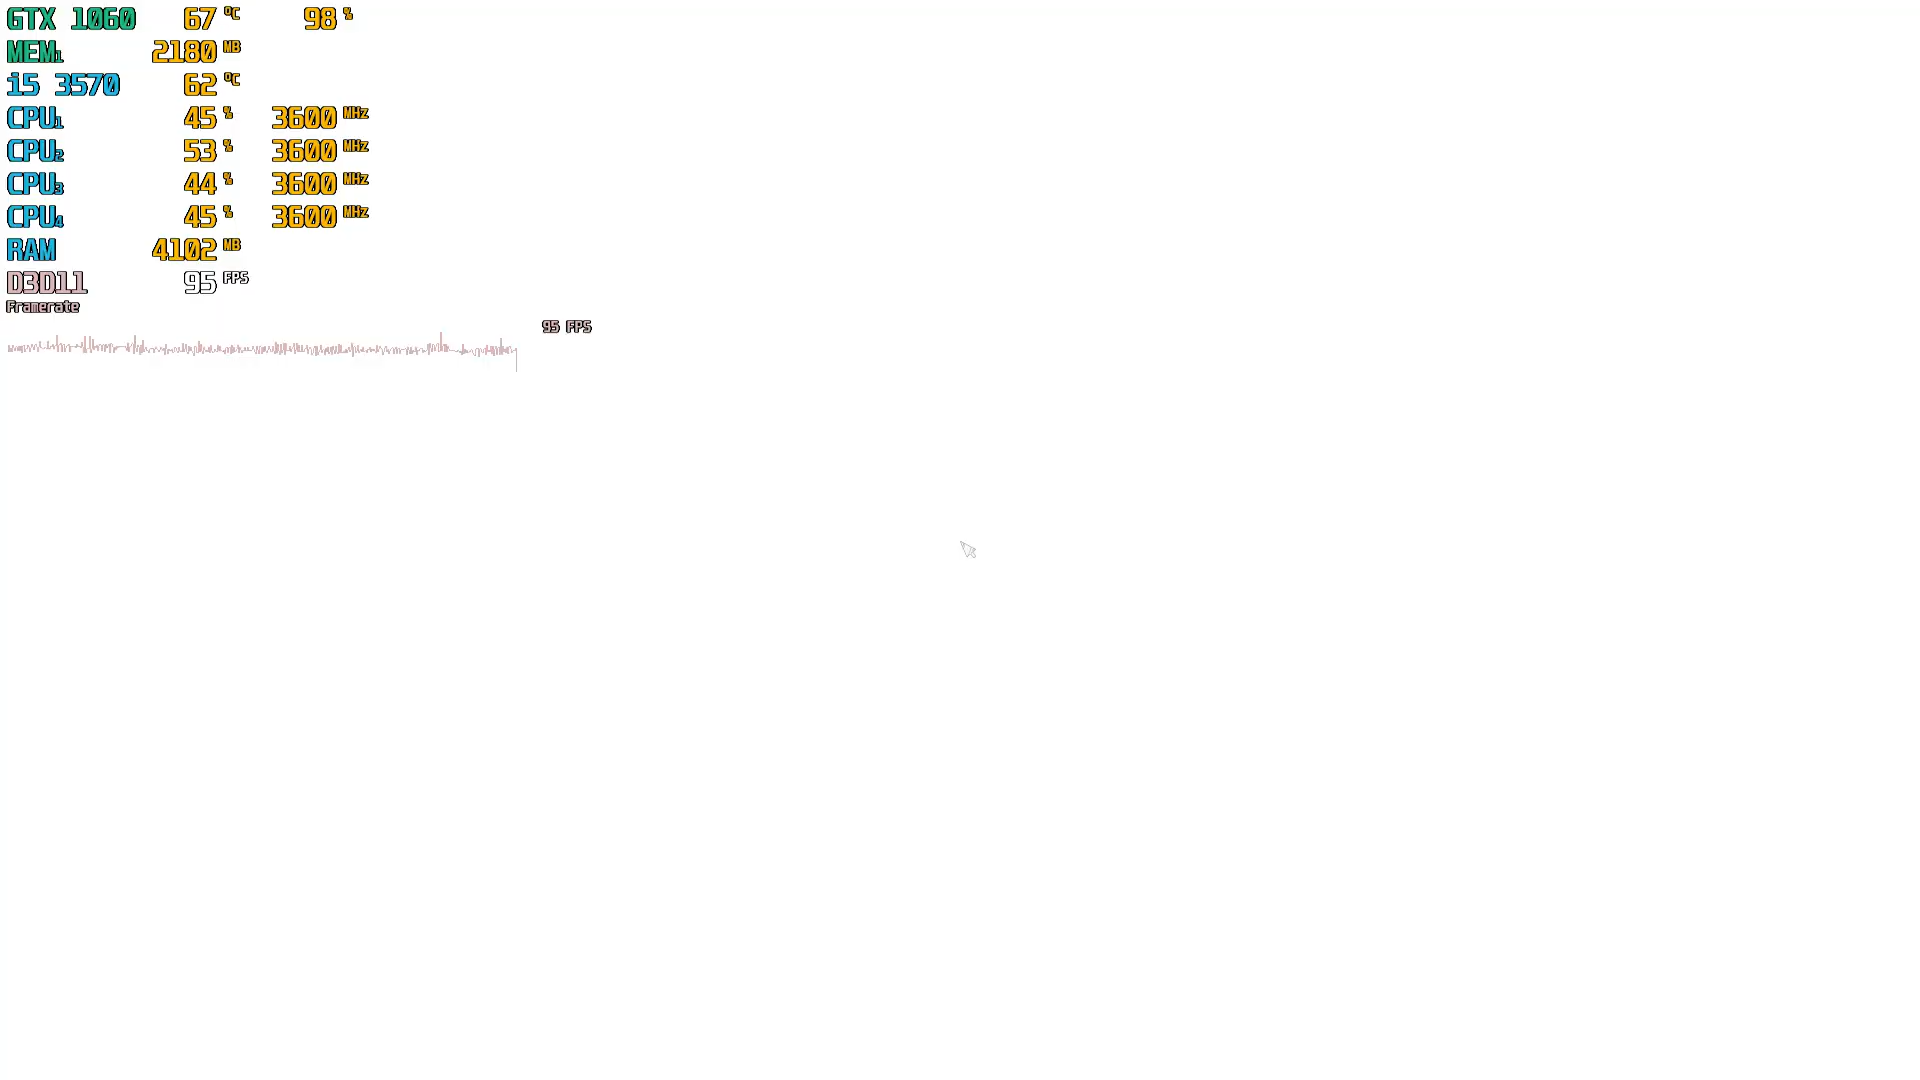 GTX 1060 67 °C 98 %
MEM1 2180 MB
i5 3570 62 °C
CPU1 45 % 3600 MHz
CPU2 53 % 3600 MHz
CPU3 44 % 3600 MHz
CPU4 45 % 3600 MHz
RAM 4102 MB
D3D11 95 FPS
Framerate
95 FPS